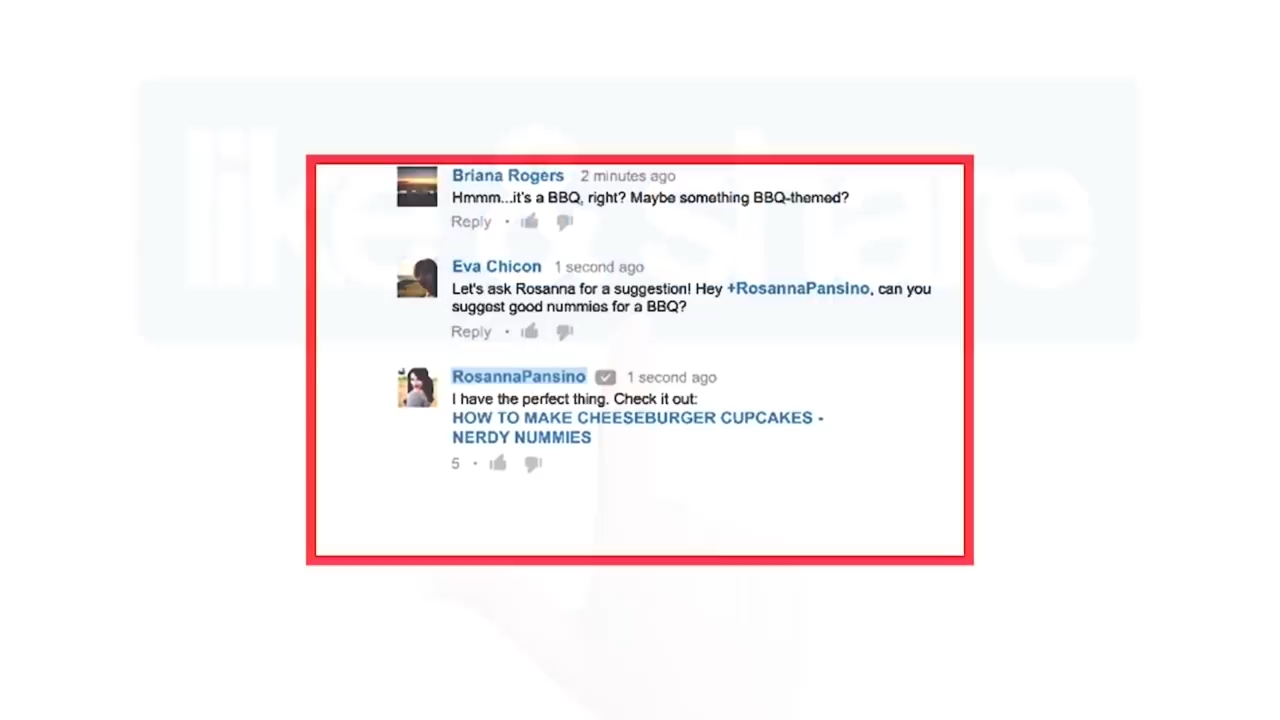 like & share
Briana Rogers 2 minutes ago
Hmmm...it's a BBQ, right? Maybe something BBQ-themed?
Reply
Eva Chicon 1 second ago
Let's ask Rosanna for a suggestion! Hey +RosannaPansino, can you
suggest good nummies for a BBQ?
Reply
RosannaPansino 1 second ago
I have the perfect thing. Check it out:
HOW TO MAKE CHEESEBURGER CUPCAKES -
NERDY NUMMIES
5